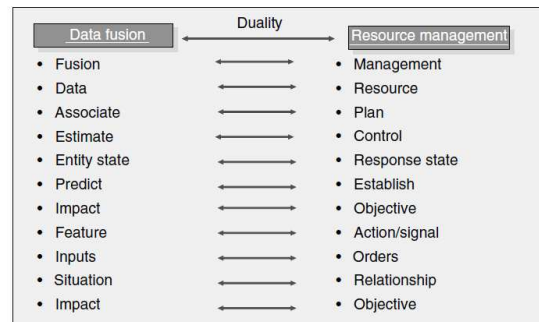 Duality
Data fusion Resource management
• Fusion • Management
• Data • Resource
• Associate • Plan
• Estimate • Control
• Entity state • Response state
• Predict • Establish
• Impact • Objective
• Feature • Action/signal
• Inputs • Orders
• Situation • Relationship
• Impact • Objective